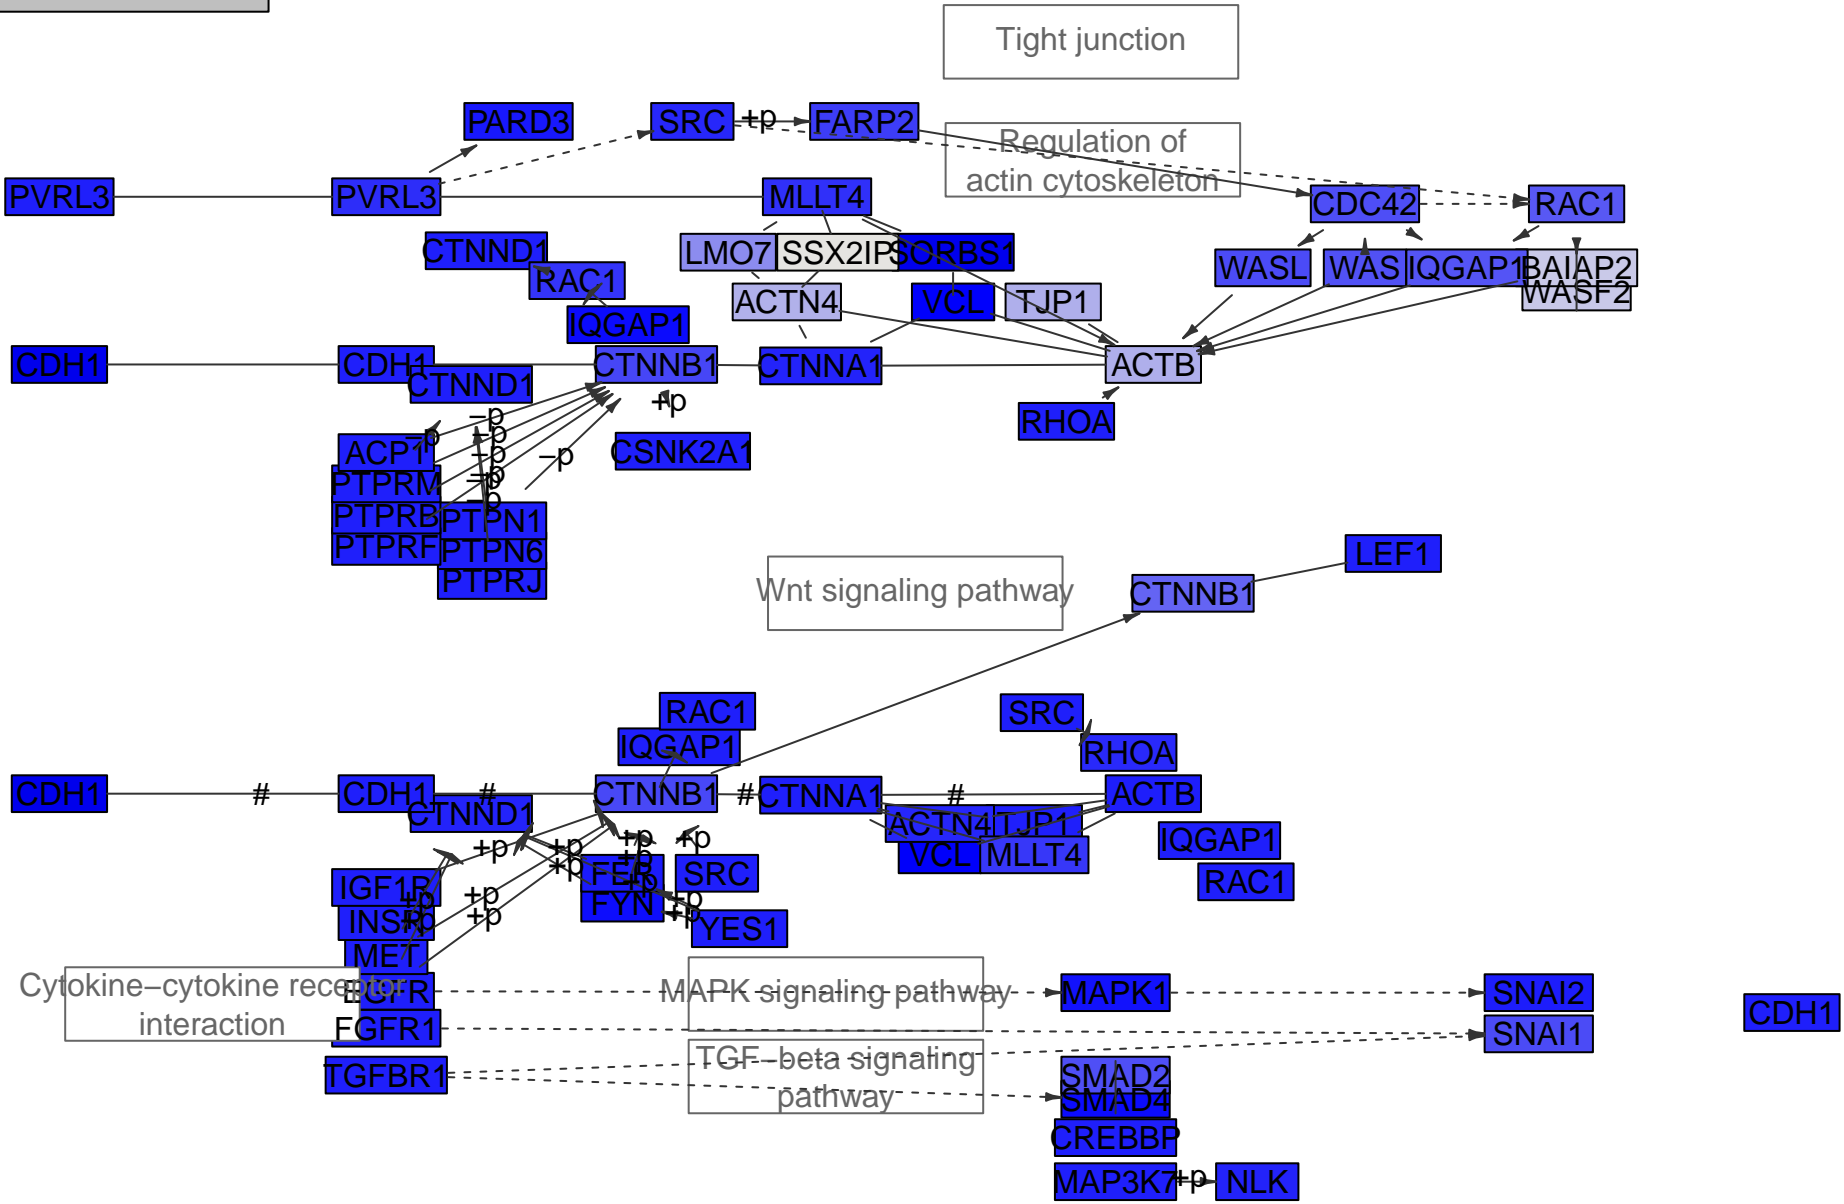 Tight junction
PARD3
SRC
+p
FARP2
Regulation of
actin cytoskeleton
PVRL3
PVRL3
MLLT4
CDC42
RAC1
CTNND1
LMO7
SSX2IP
SORBS1
WASL
WAS
IQGAP1
BAIAP2
WASF2
RAC1
ACTN4
VCL
TJP1
IQGAP1
CDH1
CDH1
CTNND1
CTNNB1
CTNNA1
ACTB
+p
RHOA
–p
–p
–p
–p
–p
–p
–p
–p
ACP1
CSNK2A1
PTPRM
PTPRB
PTPN1
PTPRF
PTPN6
PTPRJ
LEF1
Wnt signaling pathway
CTNNB1
RAC1
SRC
IQGAP1
RHOA
CDH1
#
CDH1
#
CTNND1
CTNNB1
#
CTNNA1
#
ACTB
ACTN4
TJP1
VCL
MLLT4
IQGAP1
RAC1
+p
+p
+p
+p
+p
+p
+p
FER
SRC
IGF1R
+p
+p
+p
FYN
+p
+p
INSR
+p
YES1
MET
Cytokine–cytokine receptor
interaction
EGFR
MAPK signaling pathway
MAPK1
SNAI2
CDH1
FGFR1
SNAI1
TGFBR1
TGF–beta signaling
pathway
SMAD2
SMAD4
CREBBP
MAP3K7
+p
NLK